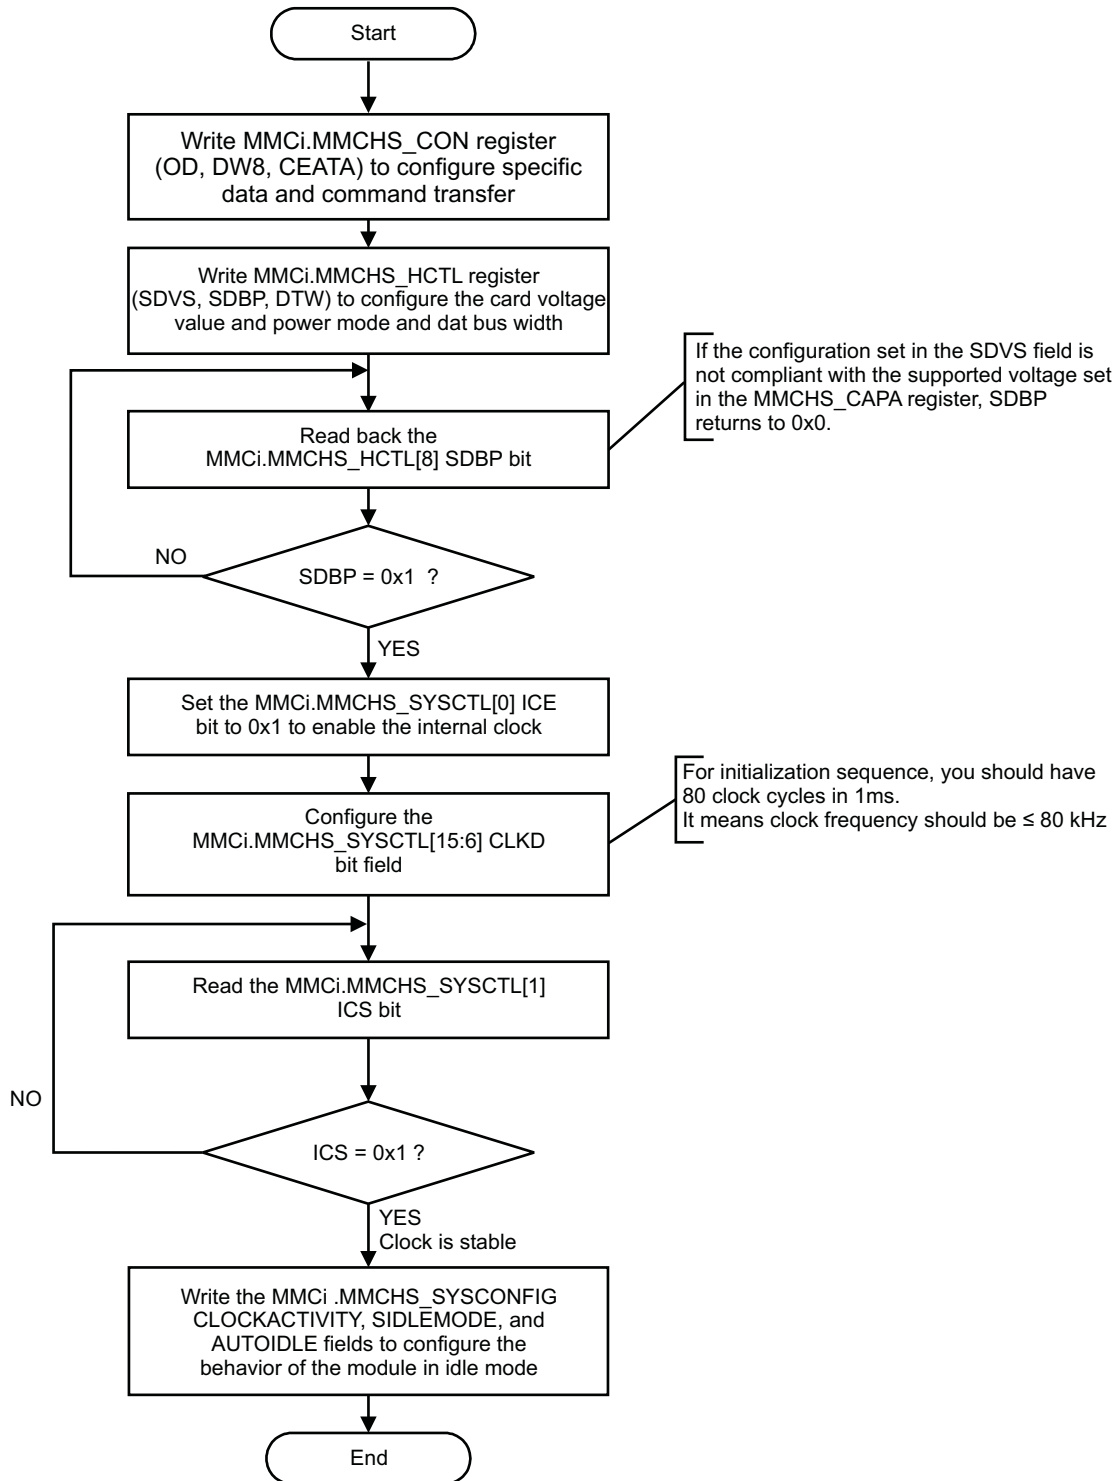 Start
Write MMCi.MMCHS_CON register
(OD, DW8, CEATA) to configure specific
data and command transfer
Write MMCi.MMCHS_HCTL register
(SDVS, SDBP, DTW) to configure the card voltage
value and power mode and dat bus width
If the configuration set in the SDVS field is
not compliant with the supported voltage set
in the MMCHS_CAPA register, SDBP
returns to 0x0.
Read back the
MMCi.MMCHS_HCTL[8] SDBP bit
NO
SDBP = 0x1 ?
YES
Set the MMCi.MMCHS_SYSCTL[0] ICE
bit to 0x1 to enable the internal clock
For initialization sequence, you should have
80 clock cycles in 1ms.
It means clock frequency should be ≤ 80 kHz
Configure the
MMCi.MMCHS_SYSCTL[15:6] CLKD
bit field
Read the MMCi.MMCHS_SYSCTL[1]
ICS bit
NO
ICS = 0x1 ?
YES
Clock is stable
Write the MMCi .MMCHS_SYSCONFIG
CLOCKACTIVITY, SIDLEMODE, and
AUTOIDLE fields to configure the
behavior of the module in idle mode
End